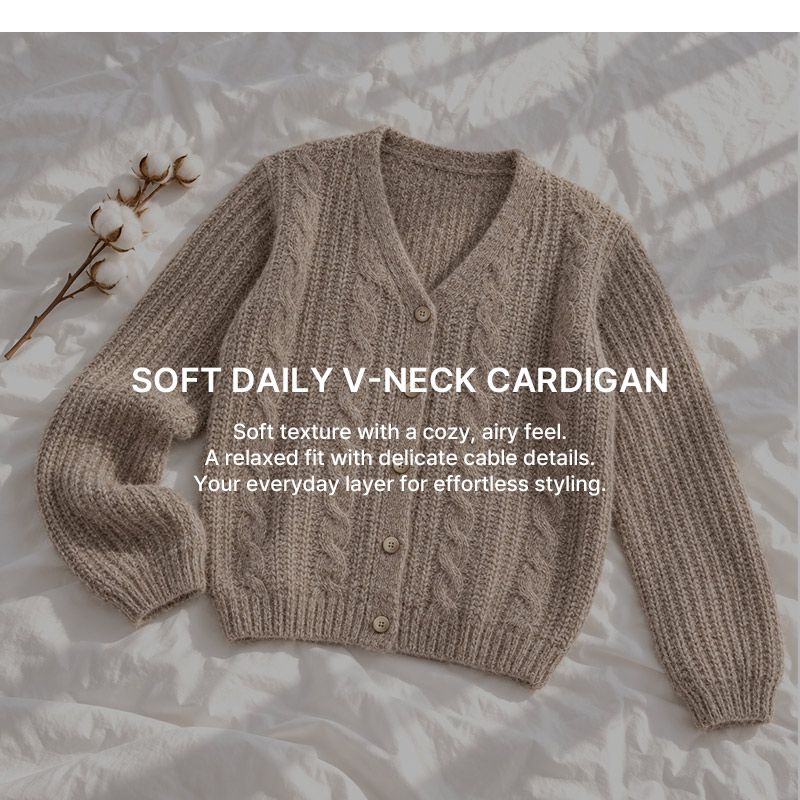 SOFT DAILY V-NECK CARDIGAN
Soft texture with a cozy, airy feel.
A relaxed fit with delicate cable details.
Your everyday layer for effortless styling.